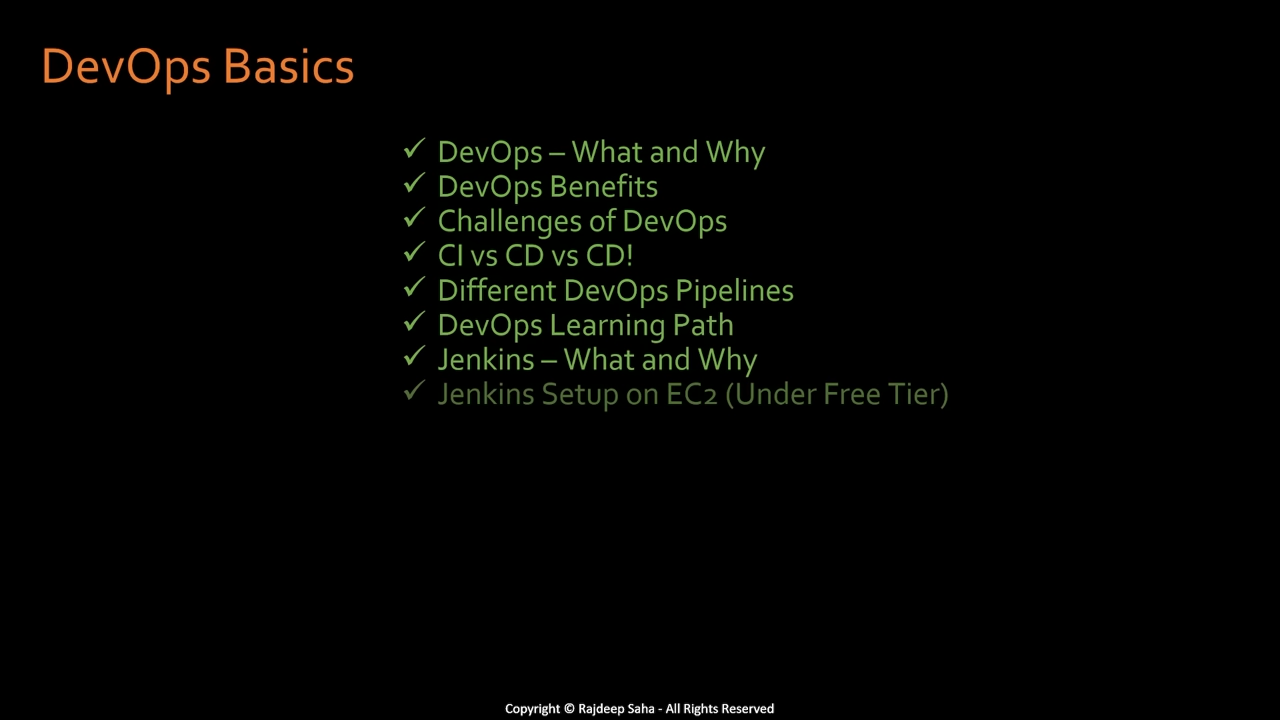 DevOps Basics
✓ DevOps – What and Why
✓ DevOps Benefits
✓ Challenges of DevOps
✓ CI vs CD vs CD!
✓ Different DevOps Pipelines
✓ DevOps Learning Path
✓ Jenkins – What and Why
✓ Jenkins Setup on EC2 (Under Free Tier)
Copyright © Rajdeep Saha - All Rights Reserved